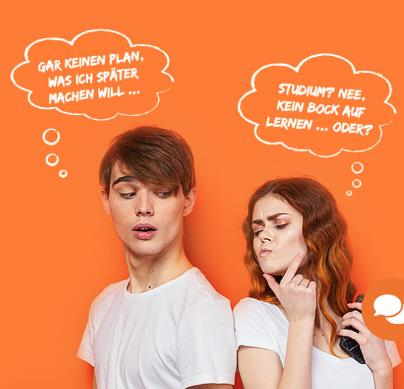 GAR KEINEN PLAN,
WAS ICH SPÄTER
MACHEN WILL ...
STUDIUM? NEE,
KEIN BOCK AUF
LERNEN ... ODER?